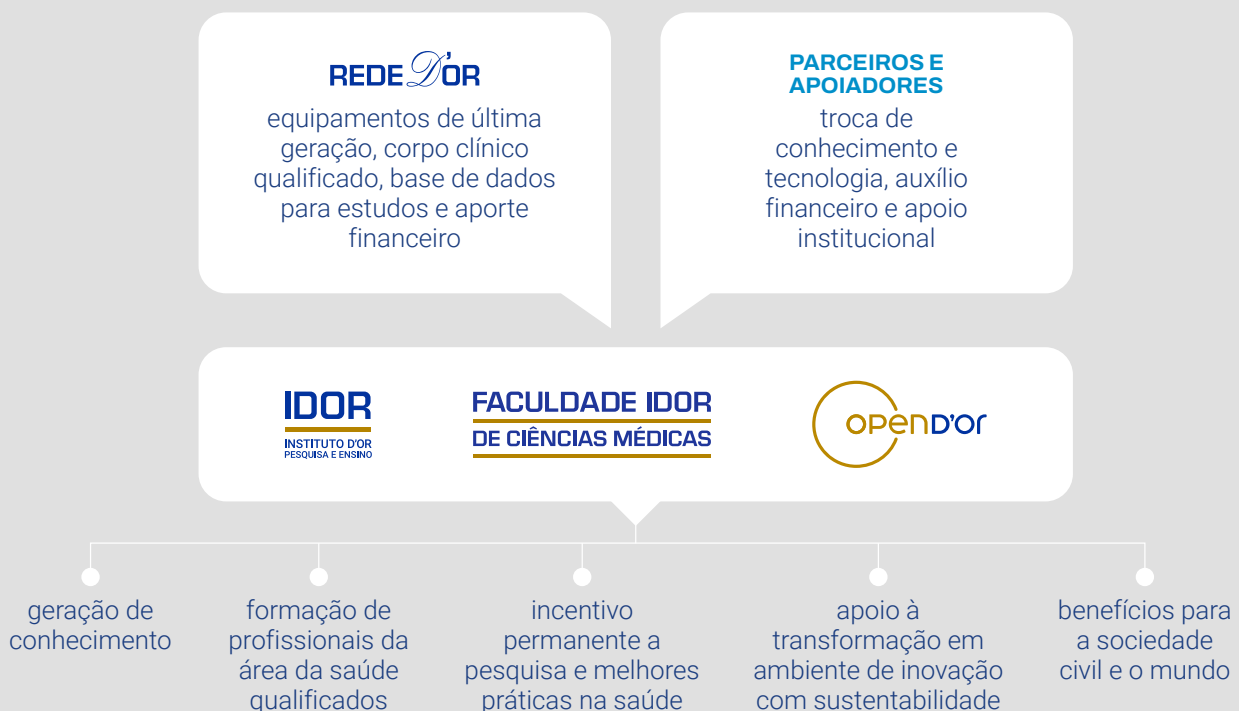 REDE D'OR
equipamentos de última
geração, corpo clínico
qualificado, base de dados
para estudos e aporte
financeiro
PARCEIROS E
APOIADORES
troca de
conhecimento e
tecnologia, auxílio
financeiro e apoio
institucional
IDOR
INSTITUTO D'OR
PESQUISA E ENSINO
FACULDADE IDOR
DE CIÊNCIAS MÉDICAS
OPEN D'Or
geração de
conhecimento
formação de
profissionais da
área da saúde
qualificados
incentivo
permanente a
pesquisa e melhores
práticas na saúde
apoio à
transformação em
ambiente de inovação
com sustentabilidade
benefícios para
a sociedade
civil e o mundo